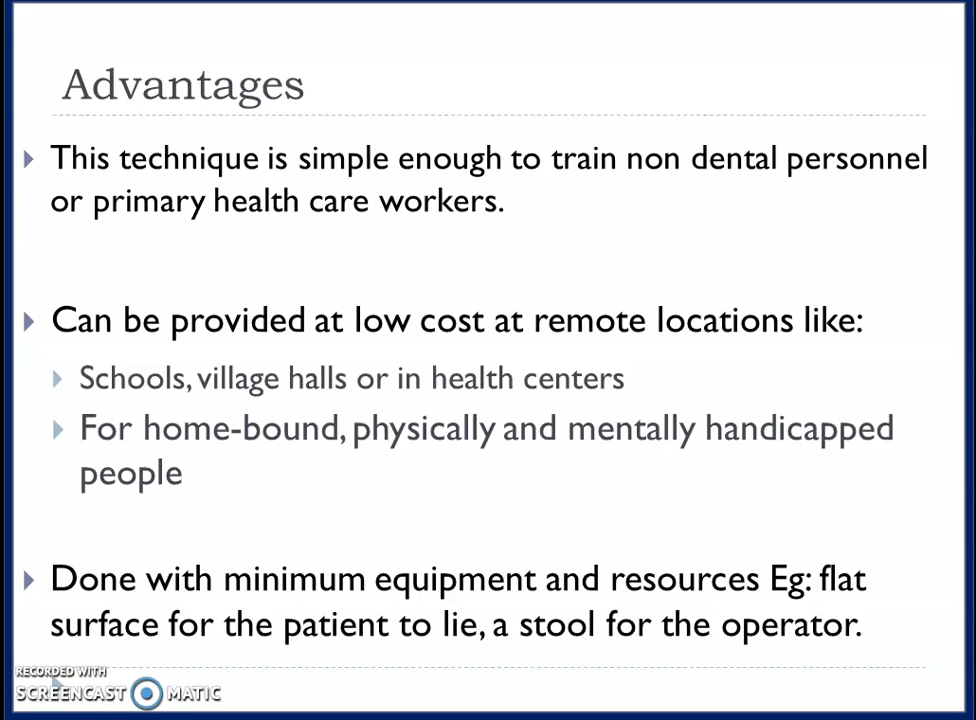 Advantages
This technique is simple enough to train non dental personnel
or primary health care workers.
Can be provided at low cost at remote locations like:
Schools, village halls or in health centers
For home-bound, physically and mentally handicapped
people
Done with minimum equipment and resources Eg: flat
surface for the patient to lie, a stool for the operator.
RECORDED WITH
SCREENCAST MATIC